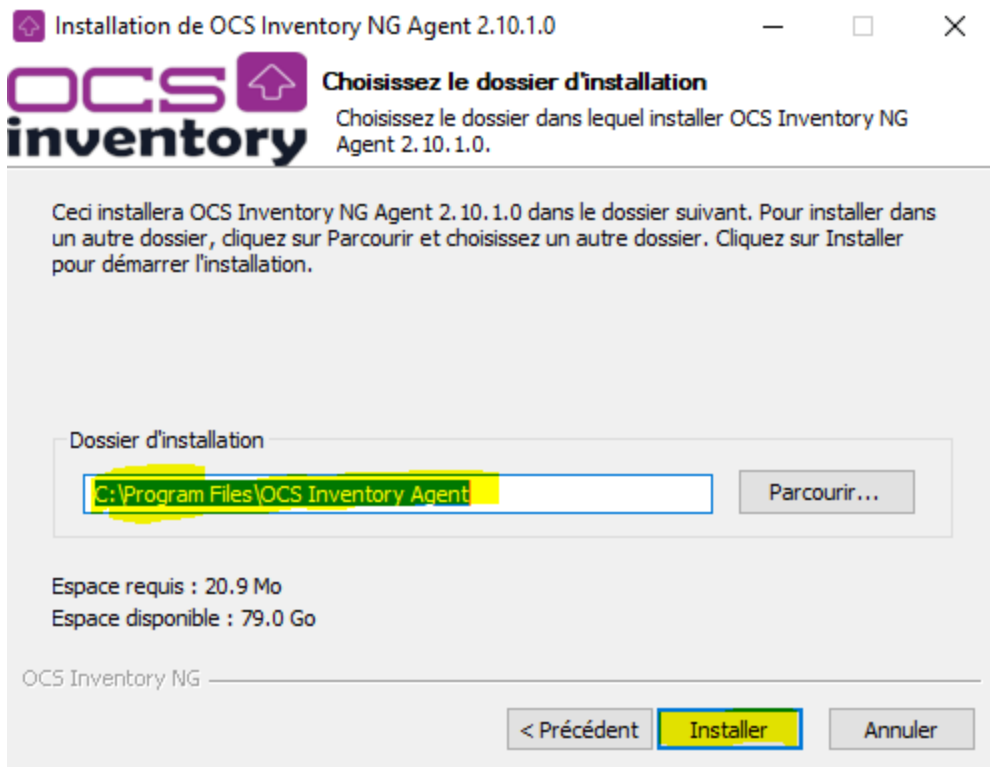 Installation de OCS Inventory NG Agent 2.10.1.0
OCS
inventory
Choisissez le dossier d'installation
Choisissez le dossier dans lequel installer OCS Inventory NG
Agent 2.10.1.0.
Ceci installera OCS Inventory NG Agent 2.10.1.0 dans le dossier suivant. Pour installer dans
un autre dossier, cliquez sur Parcourir et choisissez un autre dossier. Cliquez sur Installer
pour démarrer l'installation.
Dossier d'installation
C:\Program Files\OCS Inventory Agent
Parcourir...
Espace requis : 20.9 Mo
Espace disponible : 79.0 Go
OCS Inventory NG
< Précédent
Installer
Annuler